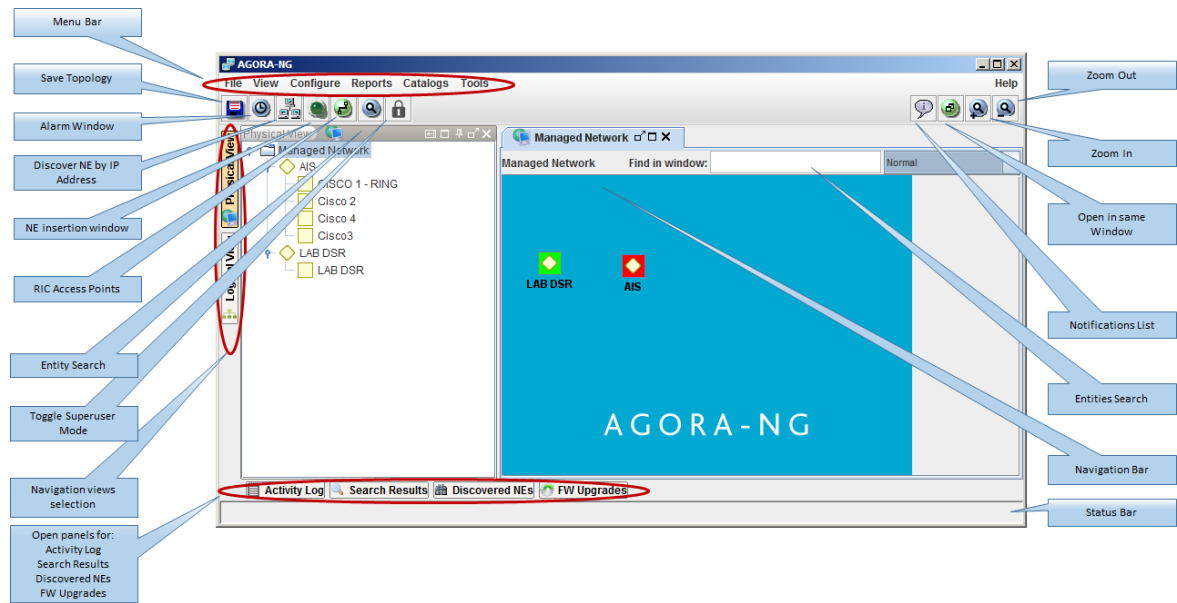 Menu Bar
Save Topology
Alarm Window
Discover NE by IP
Address
NE insertion window
RIC Access Points
Entity Search
Toggle Superuser
Mode
Navigation views
selection
Open panels for:
Activity Log
Search Results
Discovered NEs
FW Upgrades
AGORA-NG
File View Configure Reports Catalogs Tools Help
Physical View
Managed Network
AIS
CISCO 1 - RING
Cisco 2
Cisco 4
Cisco3
LAB DSR
LAB DSR
Physical View
Logical View
Managed Network
Managed Network Find in window: Normal
LAB DSR
AIS
AGORA-NG
Activity Log Search Results Discovered NEs FW Upgrades
Zoom Out
Zoom In
Open in same
Window
Notifications List
Entities Search
Navigation Bar
Status Bar